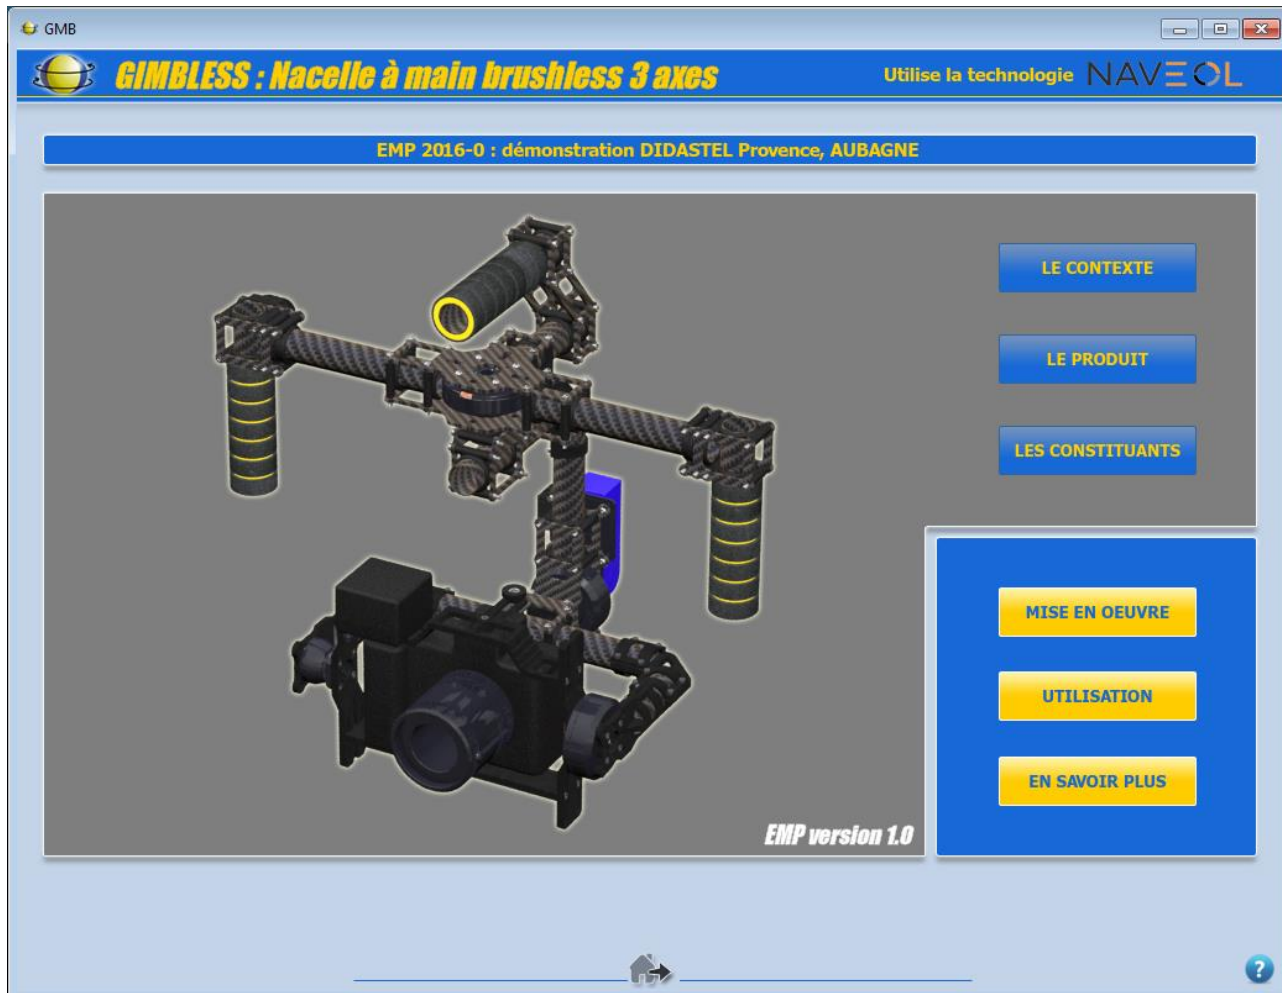 GMB
GIMBLESS : Nacelle à main brushless 3 axes
Utilise la technologie NAVEOL
EMP 2016-0 : démonstration DIDASTEL Provence, AUBAGNE
LE CONTEXTE
LE PRODUIT
LES CONSTITUANTS
MISE EN OEUVRE
UTILISATION
EN SAVOIR PLUS
EMP version 1.0
?